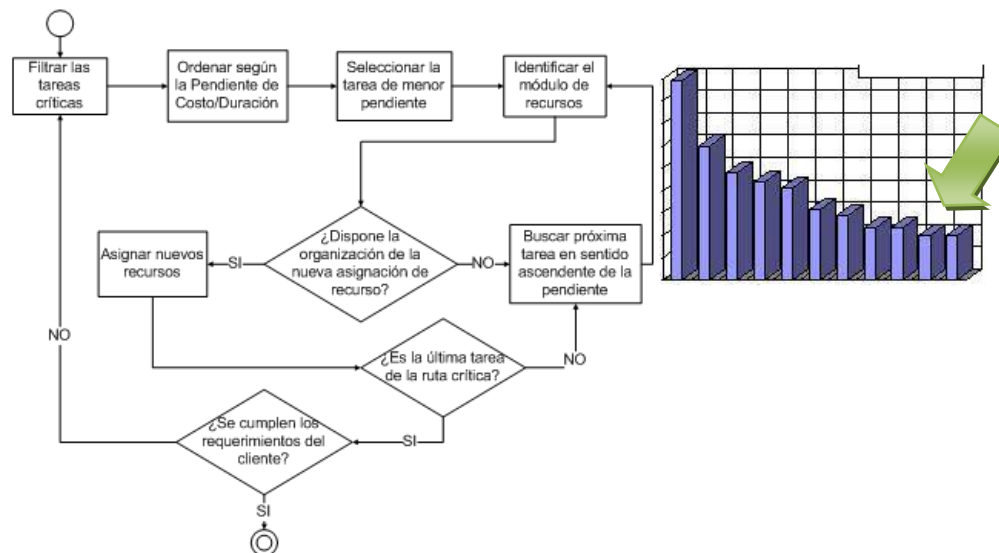 Filtrar las
tareas
críticas
Ordenar según
la Pendiente de
Costo/Duración
Seleccionar la
tarea de menor
pendiente
Identificar el
módulo de
recursos
Asignar nuevos
recursos
SI
¿Dispone la
organización de la
nueva asignación de
recurso?
NO
Buscar próxima
tarea en sentido
ascendente de la
pendiente
NO
¿Es la última tarea
de la ruta crítica?
NO
¿Se cumplen los
requerimientos del
cliente?
SI
SI